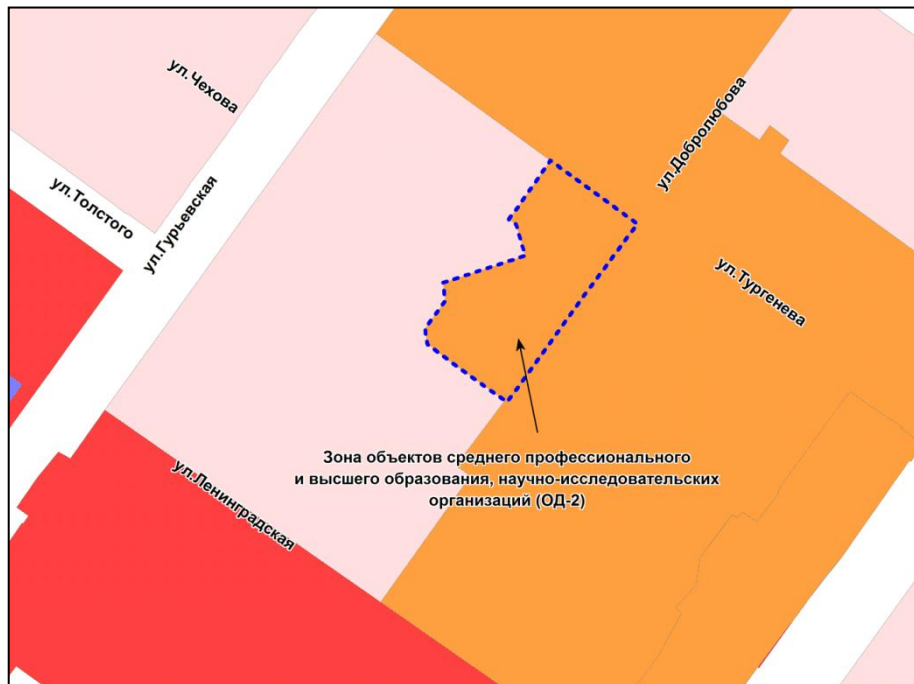 ул.Чехова
ул.Добролюбова
ул.Толстого
ул.Гурьевская
ул.Тургенева
Зона объектов среднего профессионального
и высшего образования, научно-исследовательских
организаций (ОД-2)
ул.Ленинградская